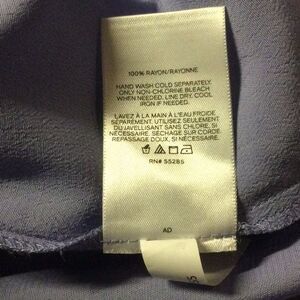 100% RAYON/RAYONNE
HAND WASH COLD SEPARATELY.
ONLY NON-CHLORINE BLEACH
WHEN NEEDED. LINE DRY. COOL
IRON IF NEEDED.
LAVEZ À LA MAIN À L'EAU FROIDE
SEPAREMENT. UTILISEZ SEULEMENT
DU JAVELLISANT SANS CHLORE, SI
NÉCESSAIRE. SÉCHAGE SUR CORDE.
REPASSAGE DOUX, SI NÉCESSAIRE.
RN# 55285
AD
S